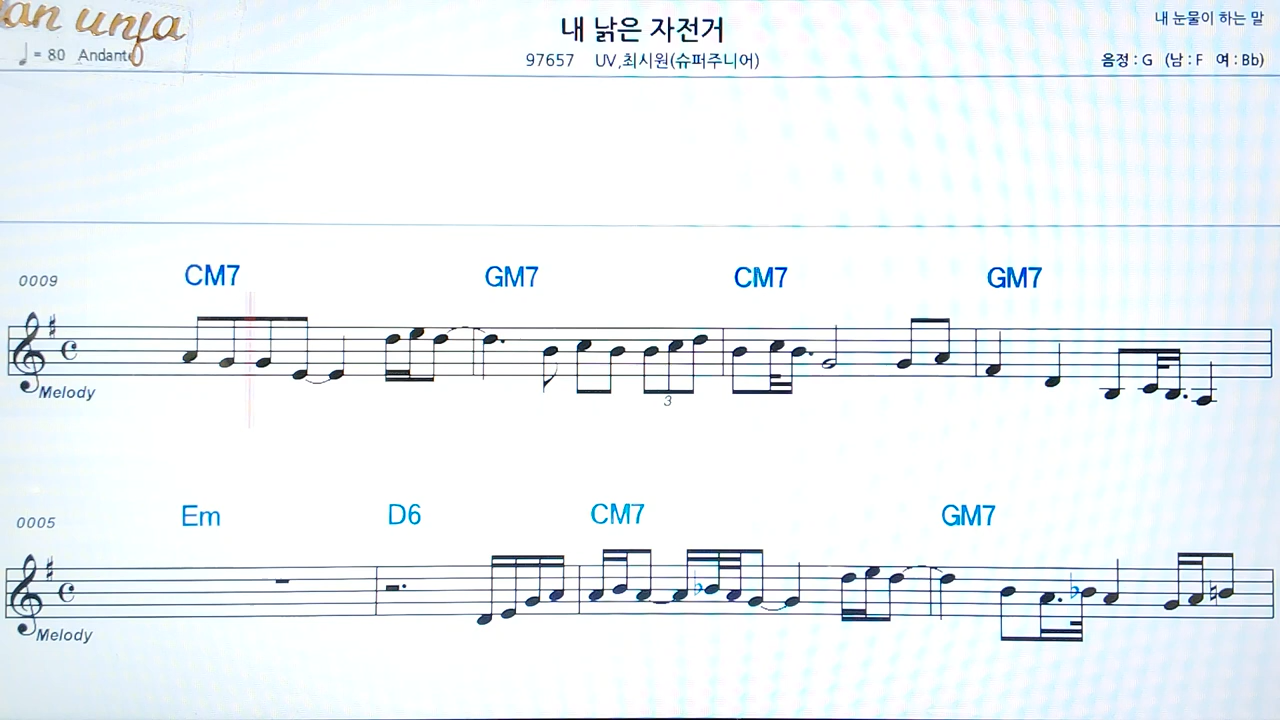 an unja
♩ = 80 Andante
내 낡은 자전거
97657 UV,최시원(슈퍼주니어)
내 눈물이 하는 말
음정 : G (남 : F 여 : Bb)
0009
CM7 GM7 CM7 GM7
Melody
3
0005
Em D6 CM7 GM7
Melody